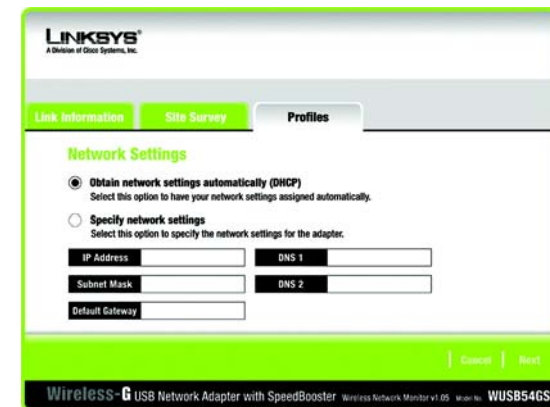 LINKSYS®
A Division of Cisco Systems, Inc.
Link Information
Site Survey
Profiles
Network Settings
Obtain network settings automatically (DHCP)
Select this option to have your network settings assigned automatically.
Specify network settings
Select this option to specify the network settings for the adapter.
IP Address
DNS 1
Subnet Mask
DNS 2
Default Gateway
Cancel
Next
Wireless-G USB Network Adapter with SpeedBooster Wireless Network Monitor v1.05 Model No. WUSB54GS